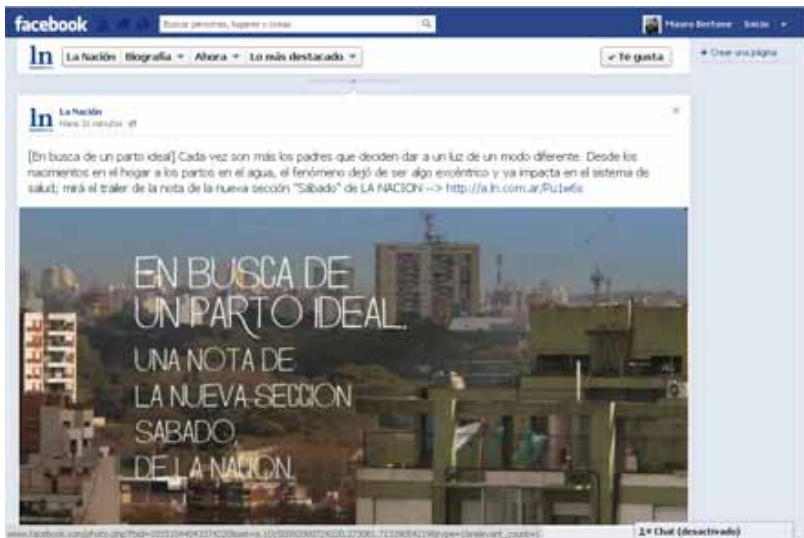 facebook
Buscar personas, lugares y cosas
Mauro Bertone Inicio
ln La Nación Biografía Ahora Lo más destacado
Te gusta
+ Crear una página
ln La Nación
Hace 31 minutos
[En busca de un parto ideal] Cada vez son más los padres que deciden dar a un luz de un modo diferente. Desde los
nacimientos en el hogar a los partos en el agua, el fenómeno dejó de ser algo excéntrico y ya impacta en el sistema de
salud; mirá el trailer de la nota de la nueva sección "Sábado" de LA NACION --> http://a.ln.com.ar/Pu1w6s
EN BUSCA DE
UN PARTO IDEAL.
UNA NOTA DE
LA NUEVA SECCION
SABADO,
DE LA NACION.
Chat (desactivado)